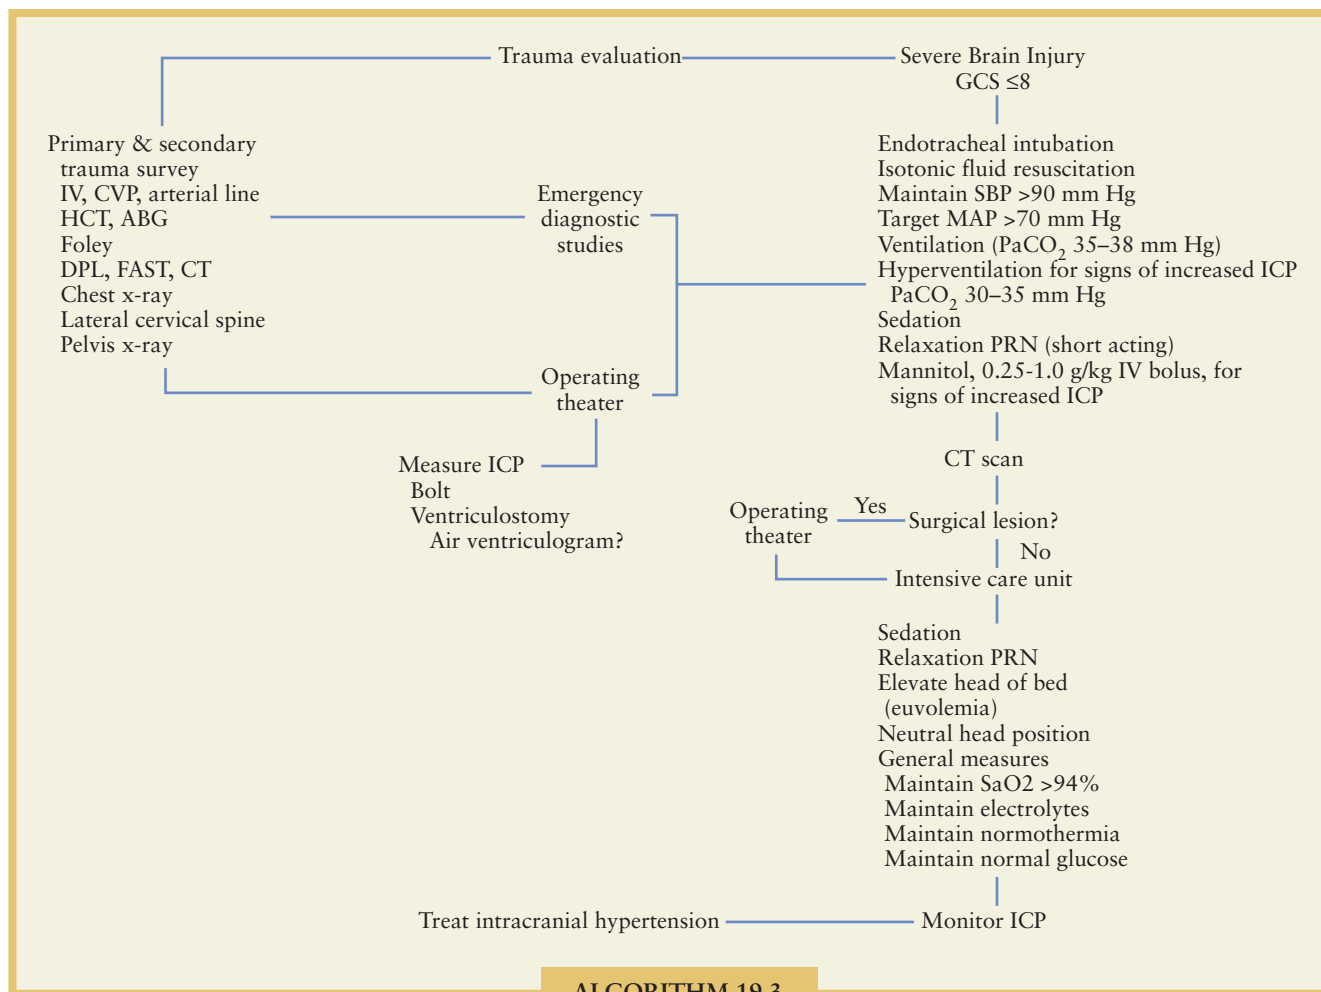 Trauma evaluation
Severe Brain Injury
GCS ≤8
Primary & secondary
trauma survey
IV, CVP, arterial line
HCT, ABG
Foley
DPL, FAST, CT
Chest x-ray
Lateral cervical spine
Pelvis x-ray
Emergency
diagnostic
studies
Operating
theater
Measure ICP
Bolt
Ventriculostomy
Air ventriculogram?
Endotracheal intubation
Isotonic fluid resuscitation
Maintain SBP >90 mm Hg
Target MAP >70 mm Hg
Ventilation (PaCO₂ 35–38 mm Hg)
Hyperventilation for signs of increased ICP
PaCO₂ 30–35 mm Hg
Sedation
Relaxation PRN (short acting)
Mannitol, 0.25-1.0 g/kg IV bolus, for
signs of increased ICP
CT scan
Operating
theater
Yes
Surgical lesion?
No
Intensive care unit
Sedation
Relaxation PRN
Elevate head of bed
(euvolemia)
Neutral head position
General measures
Maintain SaO2 >94%
Maintain electrolytes
Maintain normothermia
Maintain normal glucose
Treat intracranial hypertension
Monitor ICP
ALGORITHM 19.3